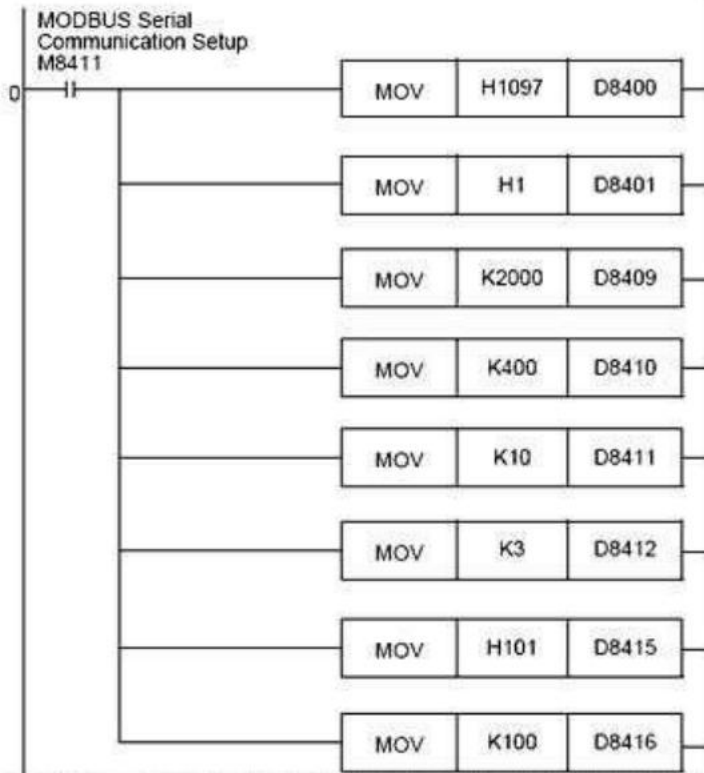 MODBUS Serial
Communication Setup
M8411
0
MOV H1097 D8400
MOV H1 D8401
MOV K2000 D8409
MOV K400 D8410
MOV K10 D8411
MOV K3 D8412
MOV H101 D8415
MOV K100 D8416